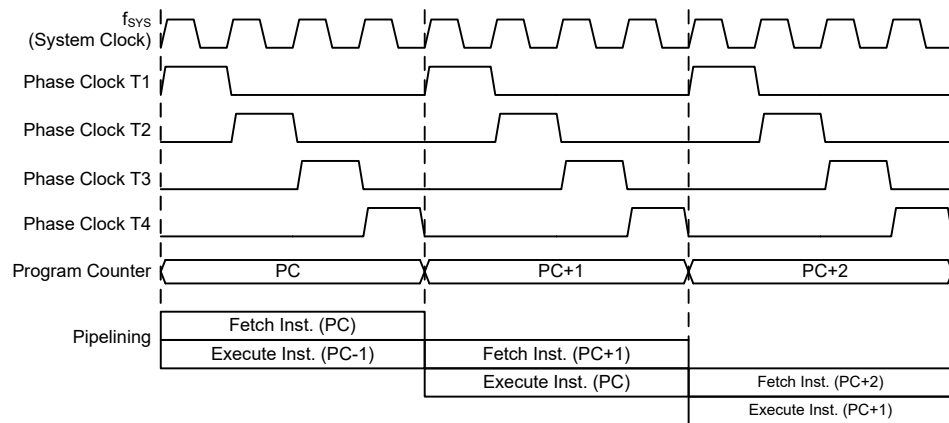 fSYS
(System Clock)
Phase Clock T1
Phase Clock T2
Phase Clock T3
Phase Clock T4
Program Counter PC PC+1 PC+2
Pipelining
Fetch Inst. (PC)
Execute Inst. (PC-1) Fetch Inst. (PC+1)
Execute Inst. (PC) Fetch Inst. (PC+2)
Execute Inst. (PC+1)